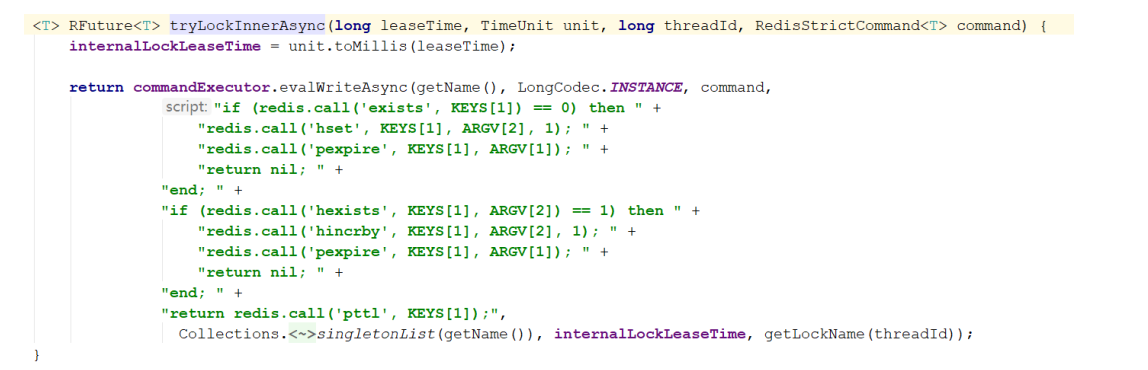 <T> RFuture<T> tryLockInnerAsync(long leaseTime, TimeUnit unit, long threadId, RedisStrictCommand<T> command) {
internalLockLeaseTime = unit.toMillis(leaseTime);
return commandExecutor.evalWriteAsync(getName(), LongCodec.INSTANCE, command,
script: "if (redis.call('exists', KEYS[1]) == 0) then " +
"redis.call('hset', KEYS[1], ARGV[2], 1); " +
"redis.call('pexpire', KEYS[1], ARGV[1]); " +
"return nil; " +
"end; " +
"if (redis.call('hexists', KEYS[1], ARGV[2]) == 1) then " +
"redis.call('hincrby', KEYS[1], ARGV[2], 1); " +
"redis.call('pexpire', KEYS[1], ARGV[1]); " +
"return nil; " +
"end; " +
"return redis.call('pttl', KEYS[1]);",
Collections.<~>singletonList(getName()), internalLockLeaseTime, getLockName(threadId));
}